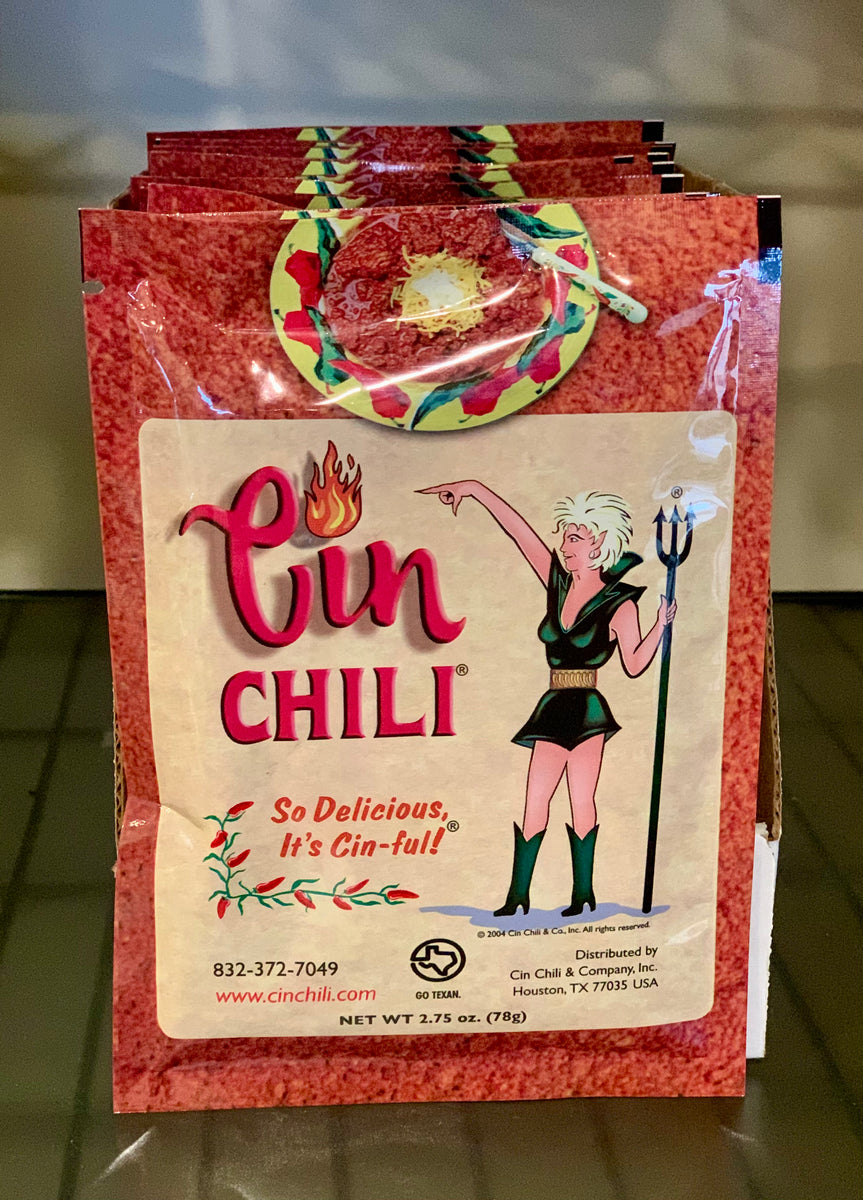 Cin
CHILI®
®
So Delicious,
It's Cin-ful!®
© 2004 Cin Chili & Co., Inc. All rights reserved.
832-372-7049
www.cinchili.com
GO TEXAN.
Distributed by
Cin Chili & Company, Inc.
Houston, TX 77035 USA
NET WT 2.75 oz. (78g)